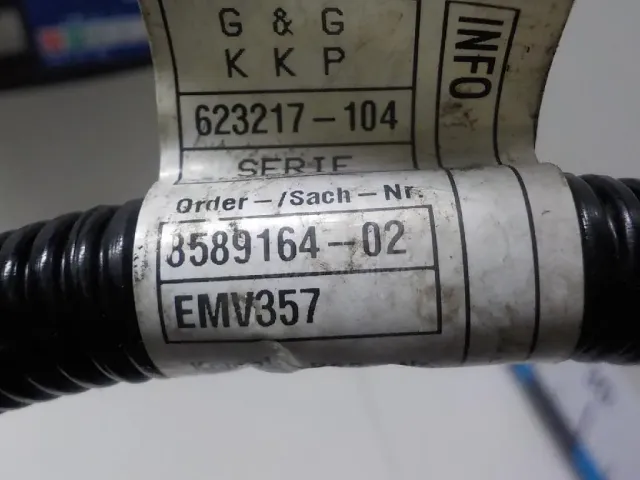 G & G
K K P
INFO
623217-104
SERIE
Order-/Sach-Nr.
8589164-02
EMV357